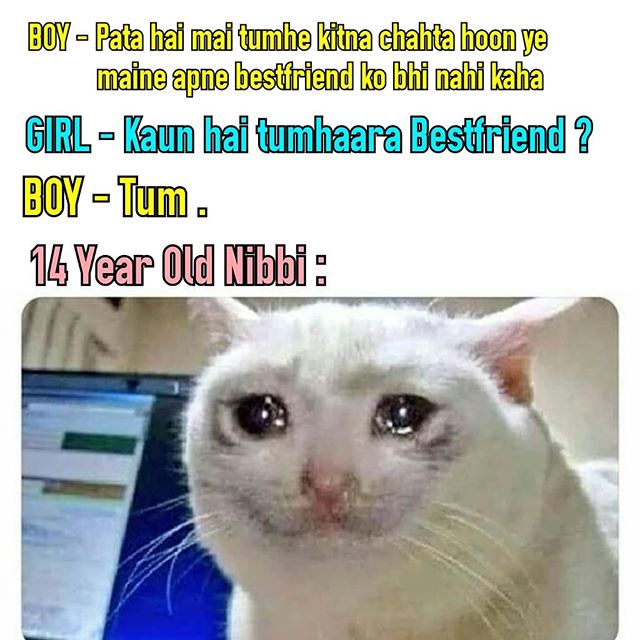 BOY - Pata hai mai tumhe kitna chahta hoon ye
maine apne bestfriend ko bhi nahi kaha
GIRL - Kaun hai tumhaara Bestfriend ?
BOY - Tum .
14 Year Old Nibbi :